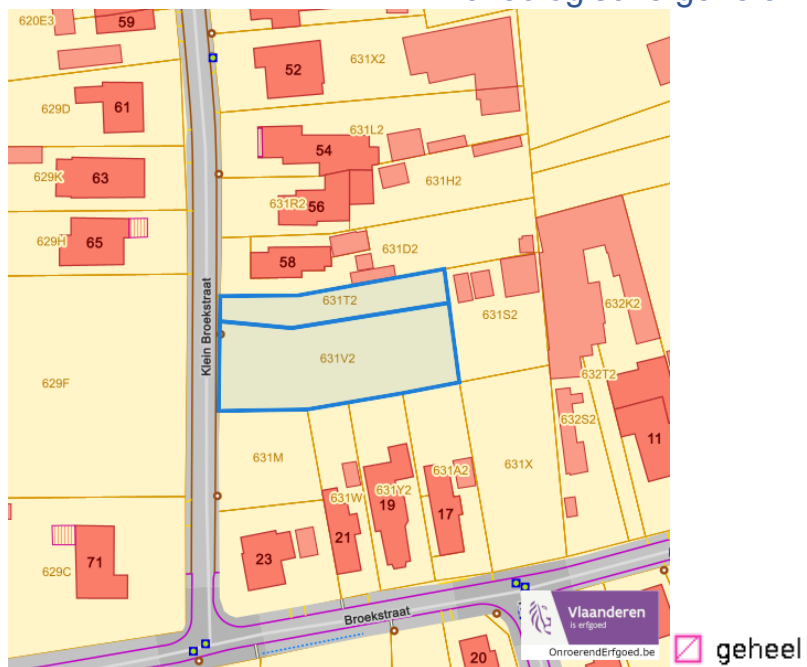 620E3
59
52
631X2
629D
61
631L2
54
629K
63
631H2
631R2
56
629H
65
631D2
58
631T2
631S2
632K2
Klein Broekstraat
631V2
629F
632T2
632S2
11
631M
631W
631Y2
631A2
631X
19
17
21
23
71
629C
Broekstraat
20
Vlaanderen
is erfgoed
OnroerendErfgoed.be
geheel